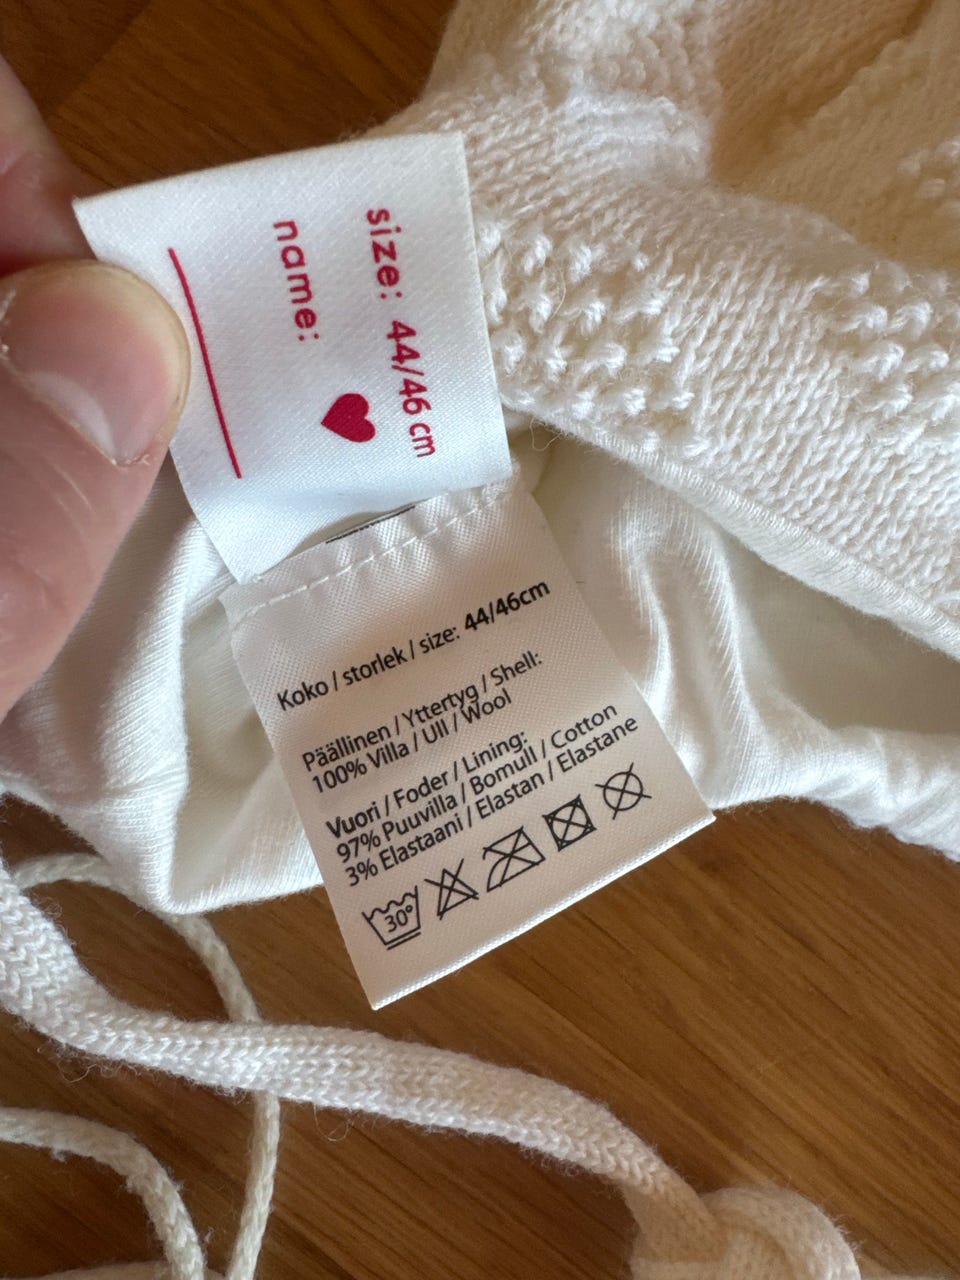 size: 44/46 cm
name:
Koko / storlek / size: 44/46cm
Päällinen / Yttertyg / Shell:
100% Villa / Ull / Wool
Vuori / Foder / Lining:
97% Puuvilla / Bomull / Cotton
3% Elastaani / Elastan / Elastane
30°